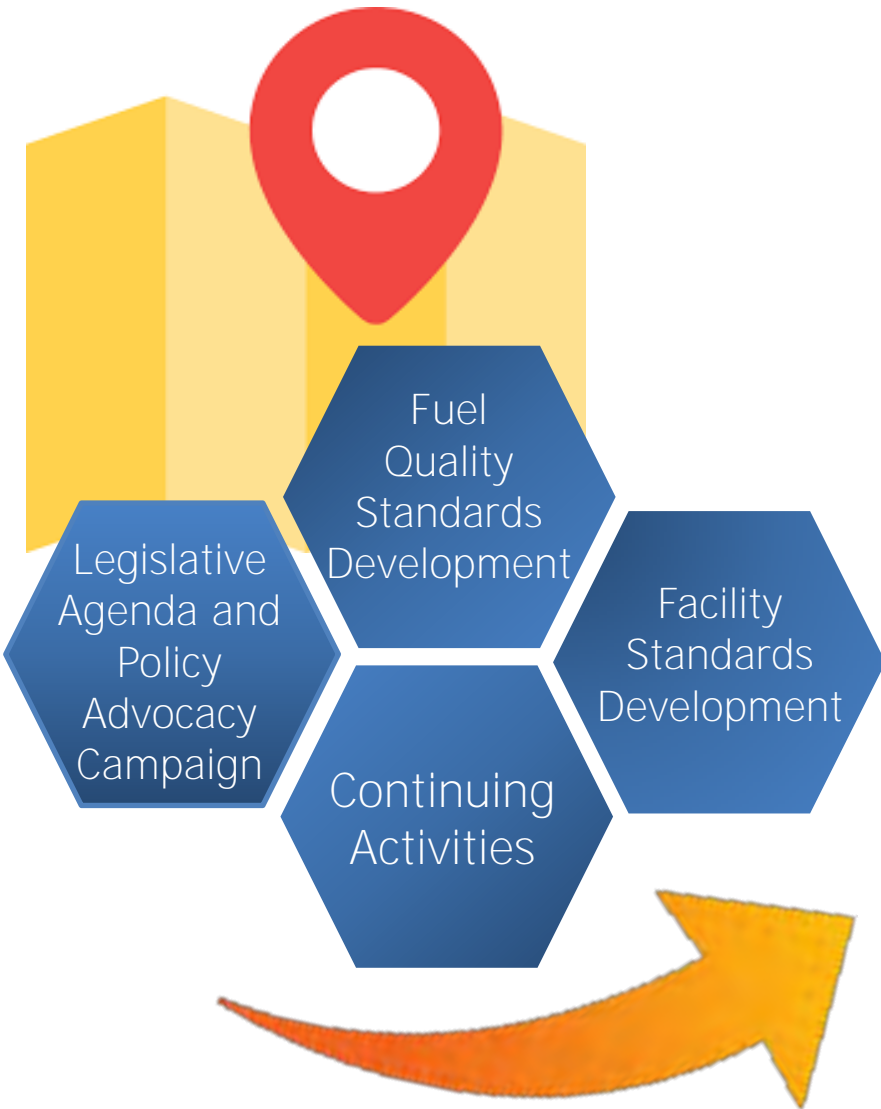 Fuel
Quality
Standards
Development
Legislative
Agenda and
Policy
Advocacy
Campaign
Facility
Standards
Development
Continuing
Activities